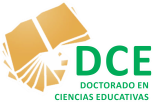 DCE
DOCTORADO EN
CIENCIAS EDUCATIVAS